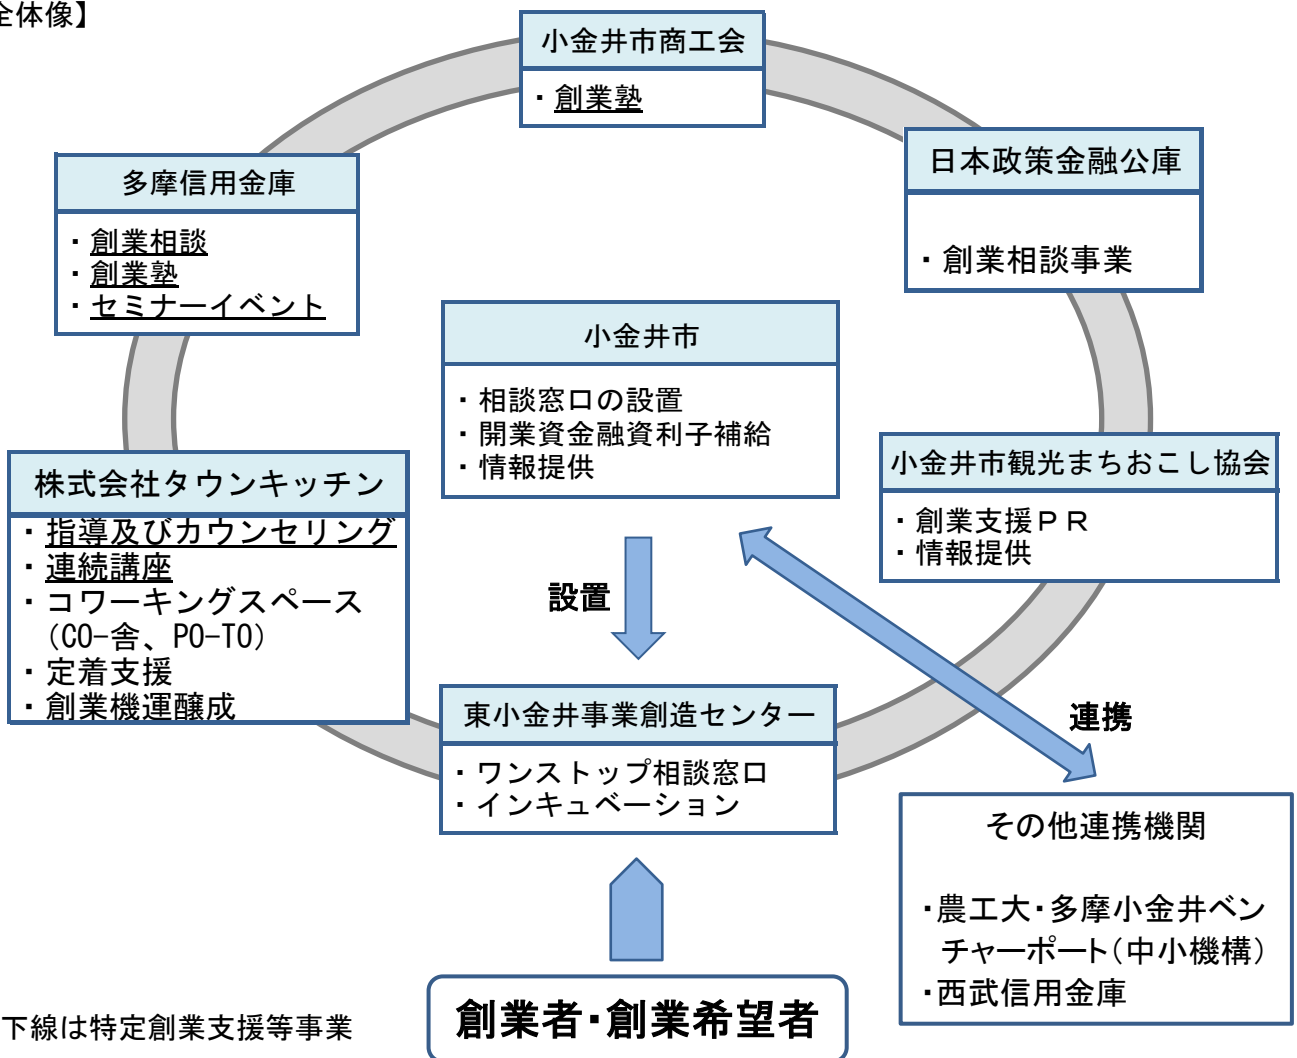 全体像】
小金井市商工会
・創業塾
多摩信用金庫
・創業相談
・創業塾
・セミナーイベント
日本政策金融公庫
・創業相談事業
小金井市
・相談窓口の設置
・開業資金融資利子補給
・情報提供
株式会社タウンキッチン
・指導及びカウンセリング
・連続講座
・コワーキングスペース
（CO-舎、PO-TO）
・定着支援
・創業機運醸成
小金井市観光まちおこし協会
・創業支援ＰＲ
・情報提供
設置
連携
東小金井事業創造センター
・ワンストップ相談窓口
・インキュベーション
その他連携機関
・農工大・多摩小金井ベン
チャーポート（中小機構）
・西武信用金庫
創業者・創業希望者
下線は特定創業支援等事業